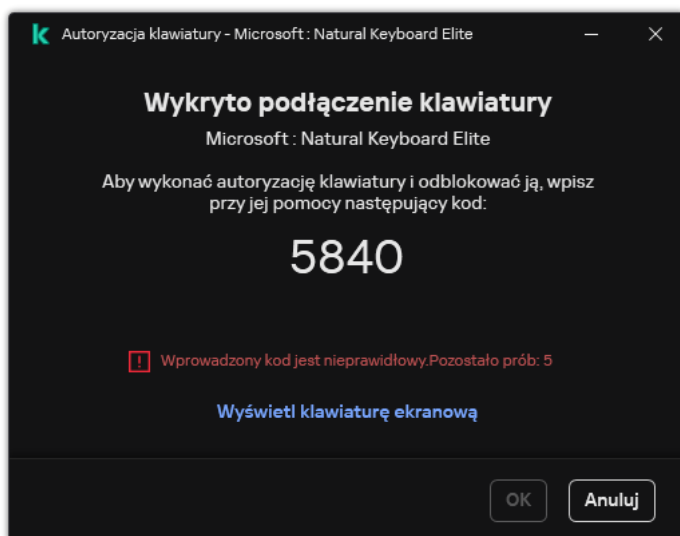 Autoryzacja klawiatury - Microsoft : Natural Keyboard Elite
Wykryto podłączenie klawiatury
Microsoft : Natural Keyboard Elite
Aby wykonać autoryzację klawiatury i odblokować ją, wpisz
przy jej pomocy następujący kod:
5840
Wprowadzony kod jest nieprawidłowy.Pozostało prób: 5
Wyświetl klawiaturę ekranową
OK
Anuluj